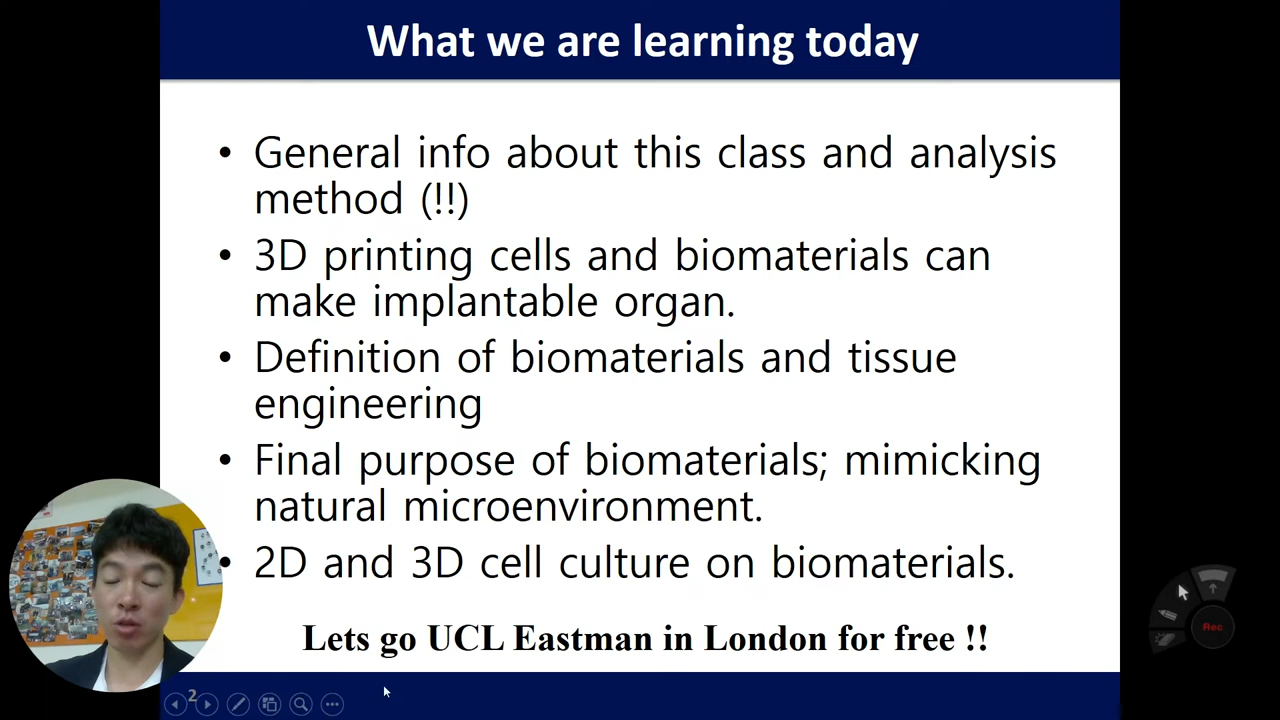 What we are learning today
• General info about this class and analysis
method (!!)
• 3D printing cells and biomaterials can
make implantable organ.
• Definition of biomaterials and tissue
engineering
• Final purpose of biomaterials; mimicking
natural microenvironment.
• 2D and 3D cell culture on biomaterials.
Lets go UCL Eastman in London for free !!
2
Rec